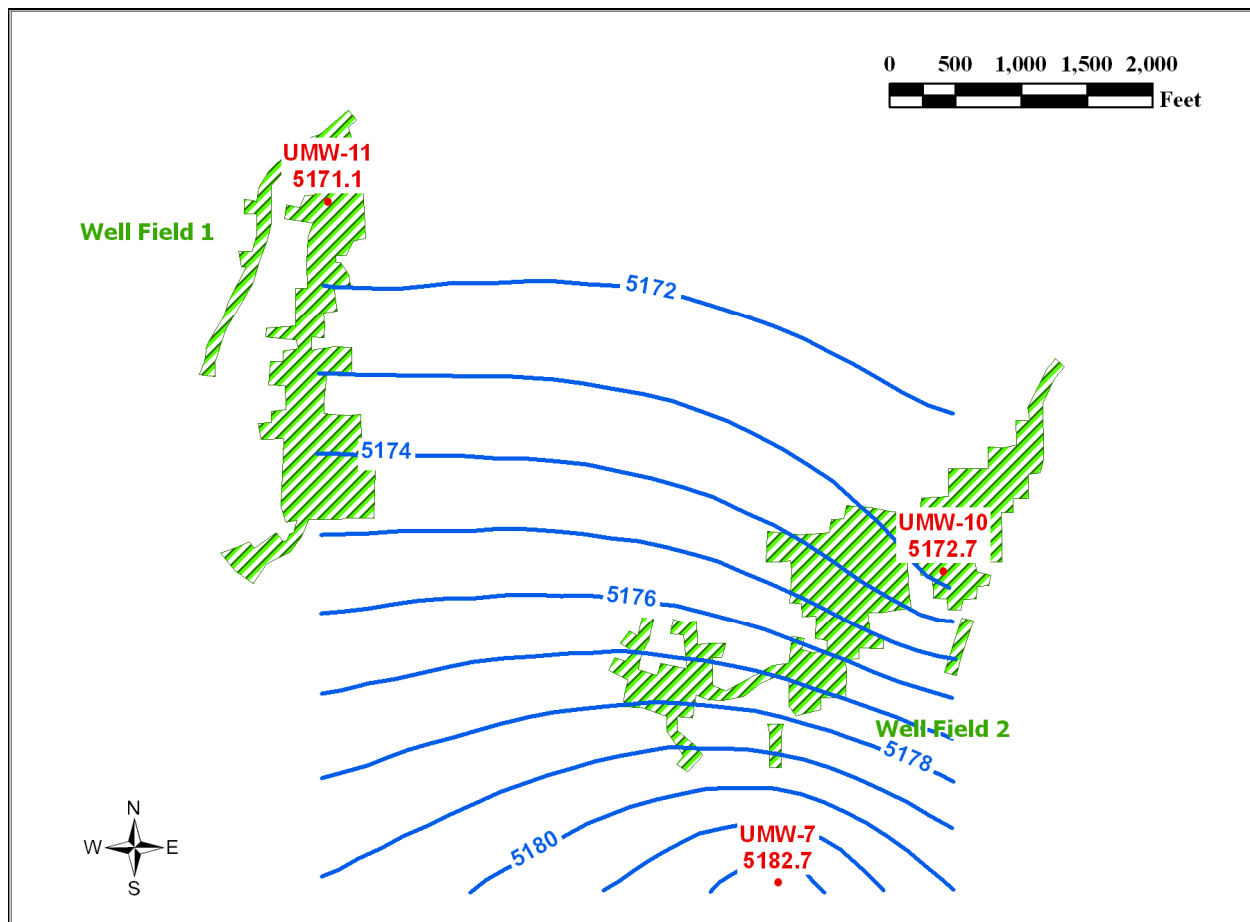 0 500 1,000 1,500 2,000
Feet
UMW-11
5171.1
Well Field 1
5172
5174
UMW-10
5172.7
5176
Well Field 2
5178
5180
UMW-7
5182.7
N
W E
S